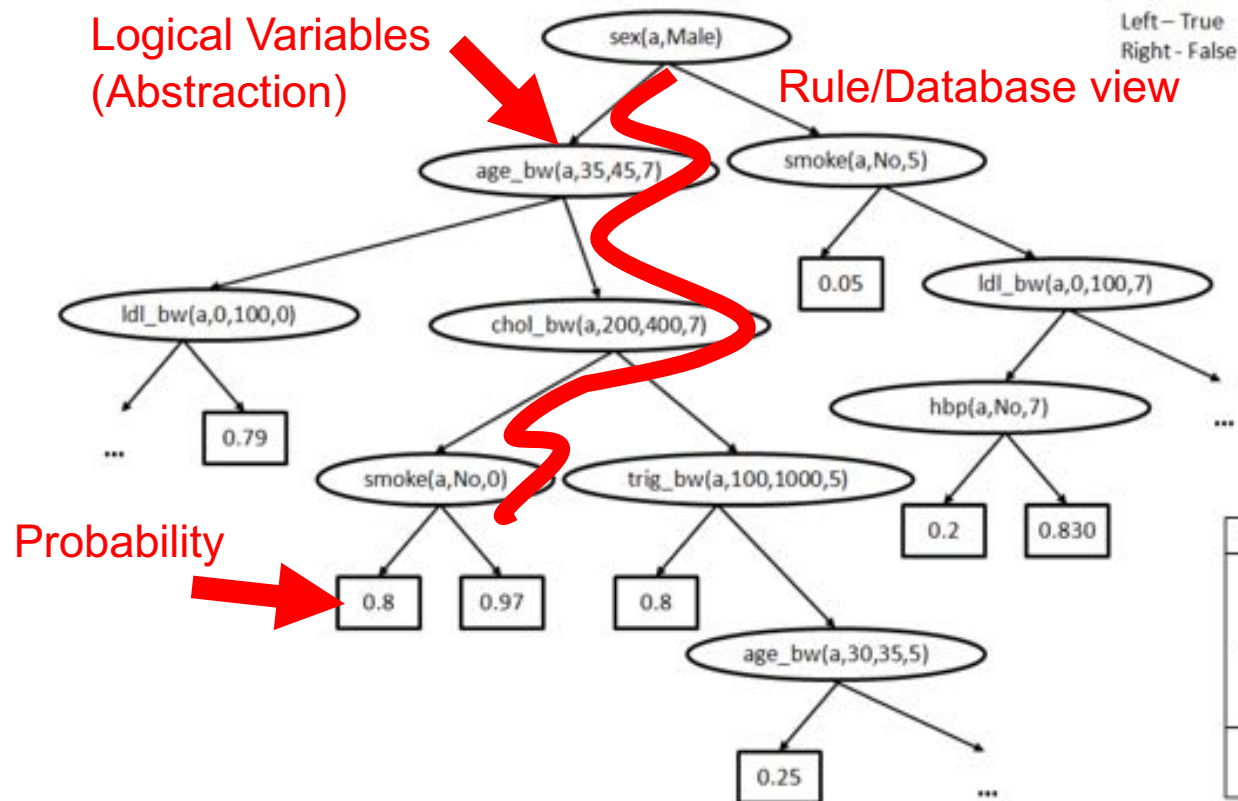 Logical Variables
(Abstraction)
sex(a,Male)
Left – True
Right - False
Rule/Database view
age_bw(a,35,45,7)
smoke(a,No,5)
0.05
ldl_bw(a,0,100,7)
ldl_bw(a,0,100,0)
chol_bw(a,200,400,7)
...
0.79
hbp(a,No,7)
...
smoke(a,No,0)
trig_bw(a,100,1000,5)
0.2
0.830
Probability
0.8
0.97
0.8
age_bw(a,30,35,5)
0.25
...